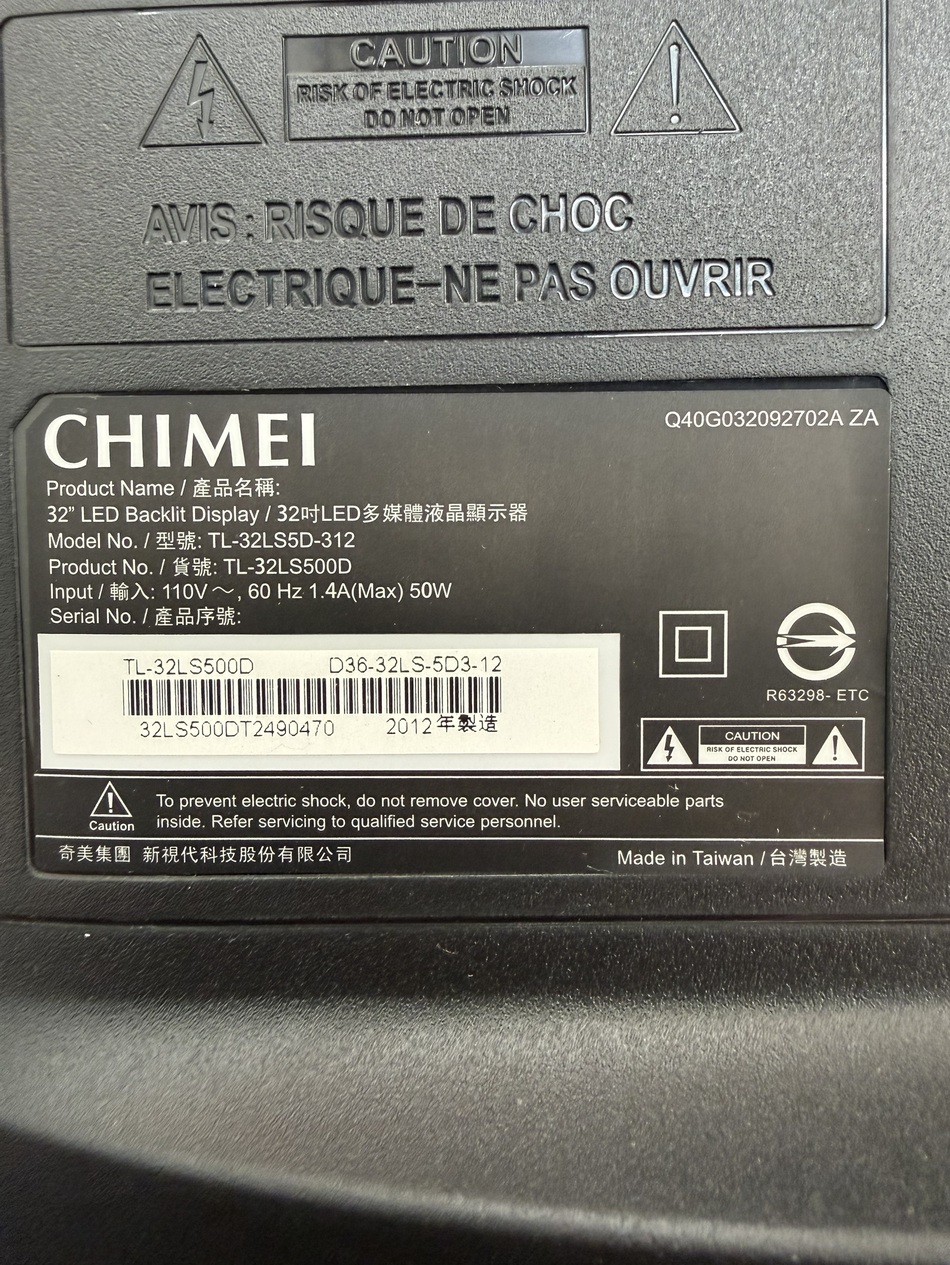 CAUTION
RISK OF ELECTRIC SHOCK
DO NOT OPEN
AVIS : RISQUE DE CHOC
ELECTRIQUE–NE PAS OUVRIR
CHIMEI
Q40G032092702A ZA
Product Name / 產品名稱:
32” LED Backlit Display / 32吋LED多媒體液晶顯示器
Model No. / 型號: TL-32LS5D-312
Product No. / 貨號: TL-32LS500D
Input / 輸入: 110V～, 60 Hz 1.4A(Max) 50W
Serial No. / 產品序號:
TL-32LS500D D36-32LS-5D3-12
32LS500DT2490470 2012年製造
R63298- ETC
CAUTION
RISK OF ELECTRIC SHOCK
DO NOT OPEN
Caution
To prevent electric shock, do not remove cover. No user serviceable parts
inside. Refer servicing to qualified service personnel.
奇美集團 新視代科技股份有限公司
Made in Taiwan / 台灣製造